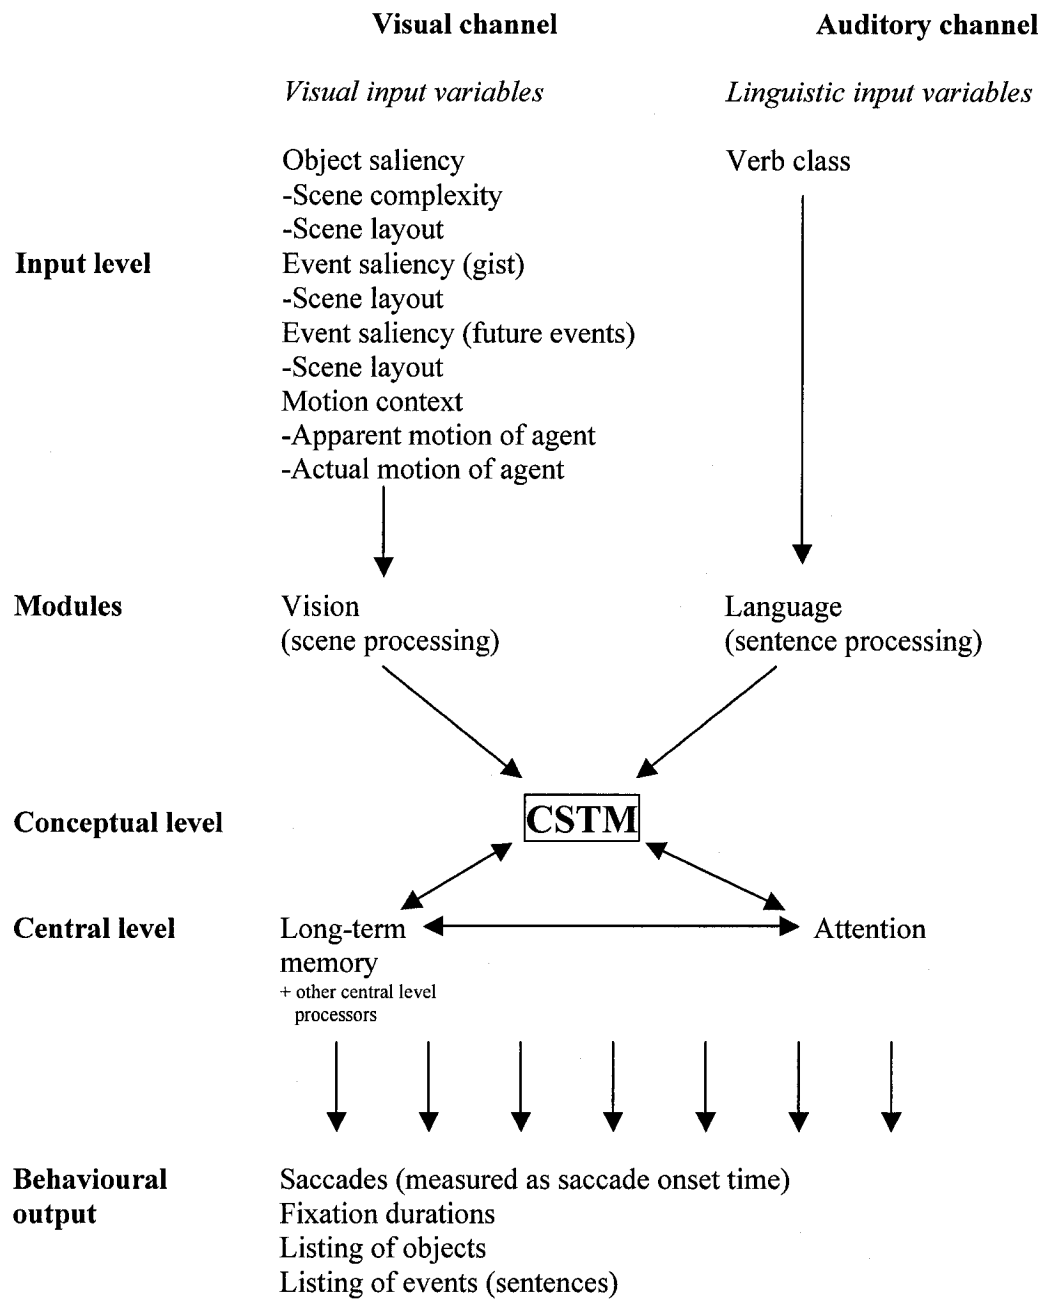 Visual channel
Auditory channel
Visual input variables
Linguistic input variables
Object saliency
Verb class
-Scene complexity
-Scene layout
Input level
Event saliency (gist)
-Scene layout
Event saliency (future events)
-Scene layout
Motion context
-Apparent motion of agent
-Actual motion of agent
Modules
Vision
(scene processing)
Language
(sentence processing)
Conceptual level
CSTM
Central level
Long-term
memory
+ other central level
processors
Attention
Behavioural
output
Saccades (measured as saccade onset time)
Fixation durations
Listing of objects
Listing of events (sentences)